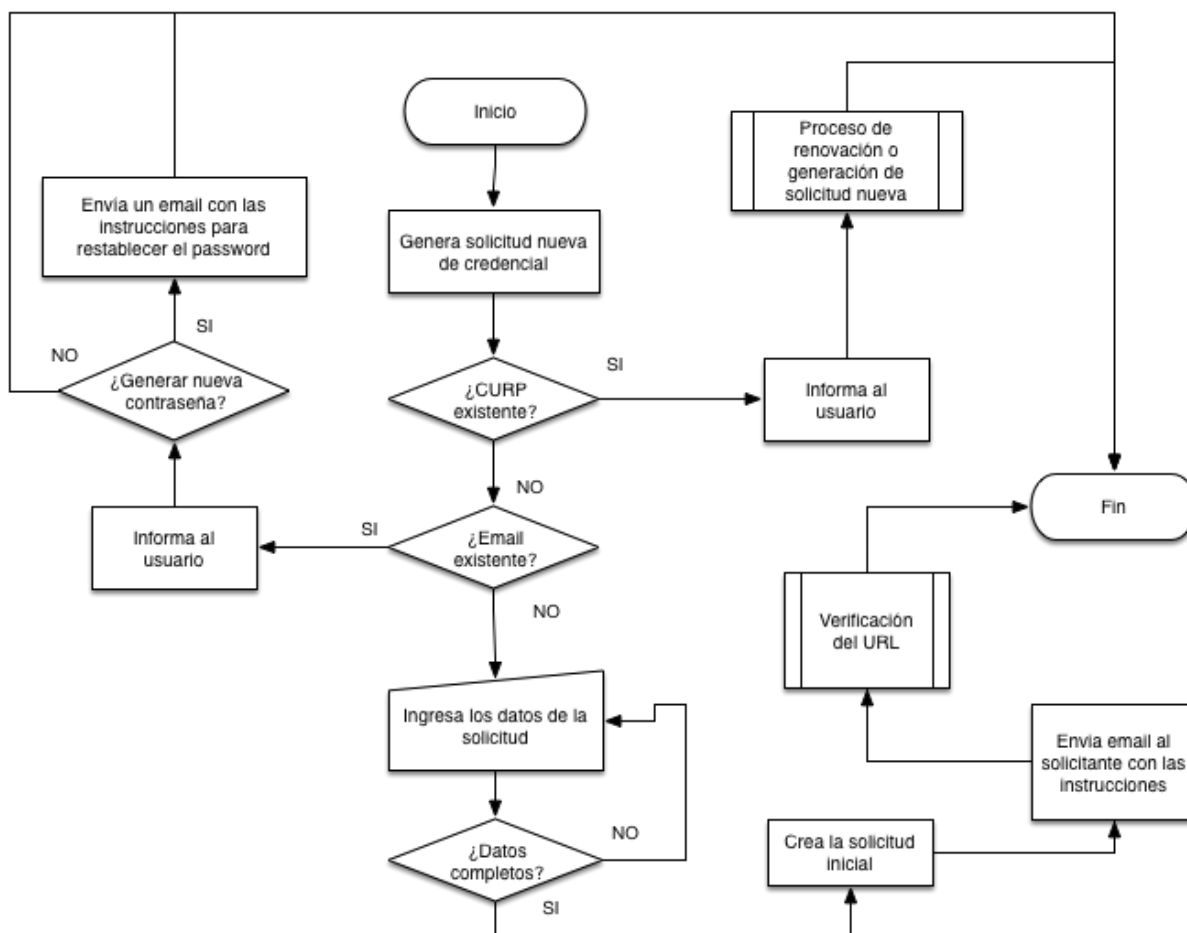 Inicio
Genera solicitud nueva
de credencial
¿CURP
existente?
SI
Informa al
usuario
Proceso de
renovación o
generación de
solicitud nueva
NO
¿Email
existente?
SI
Informa al
usuario
¿Generar nueva
contraseña?
NO
SI
Envía un email con las
instrucciones para
restablecer el password
NO
Ingresa los datos de la
solicitud
¿Datos
completos?
NO
SI
Crea la solicitud
inicial
Envia email al
solicitante con las
instrucciones
Verificación
del URL
Fin